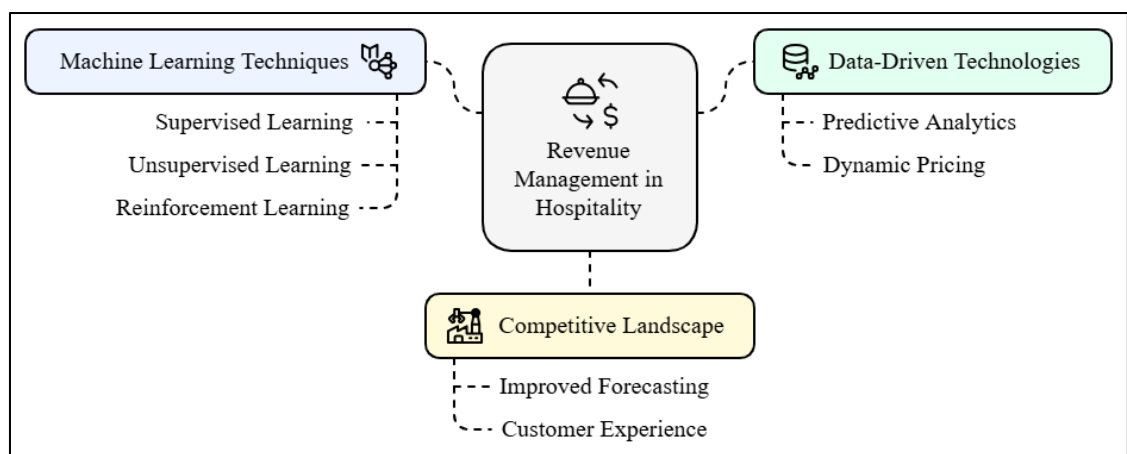 Machine Learning Techniques
Supervised Learning
Unsupervised Learning
Reinforcement Learning
$
Revenue
Management in
Hospitality
Data-Driven Technologies
Predictive Analytics
Dynamic Pricing
Competitive Landscape
Improved Forecasting
Customer Experience